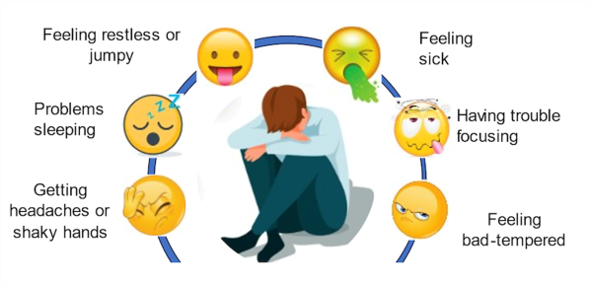 Feeling restless or
jumpy
Feeling
sick
Problems
sleeping
Having trouble
focusing
Getting
headaches or
shaky hands
Feeling
bad-tempered
z z Z